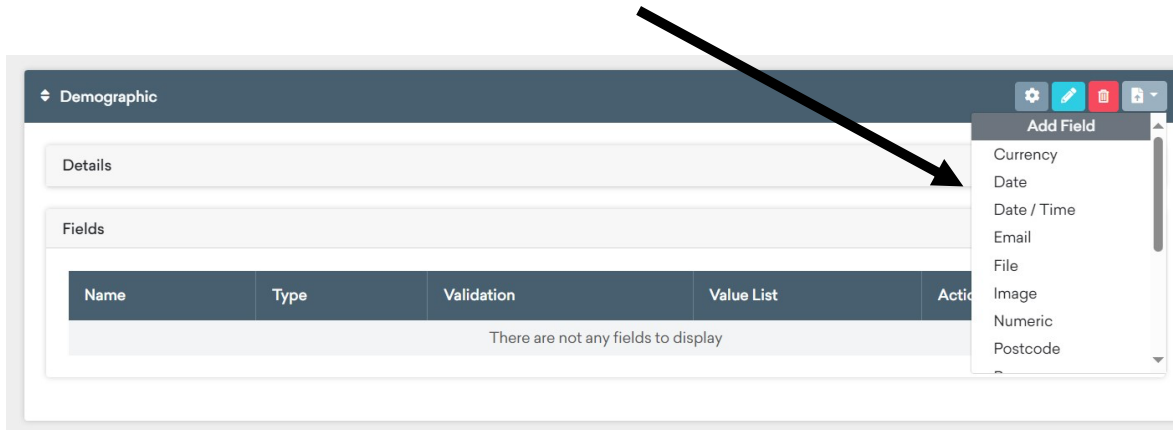 Demographic
Add Field
Currency
Details
Date
Date / Time
Fields
Email
File
Name Type Validation Value List
Image
Numeric
There are not any fields to display
Postcode